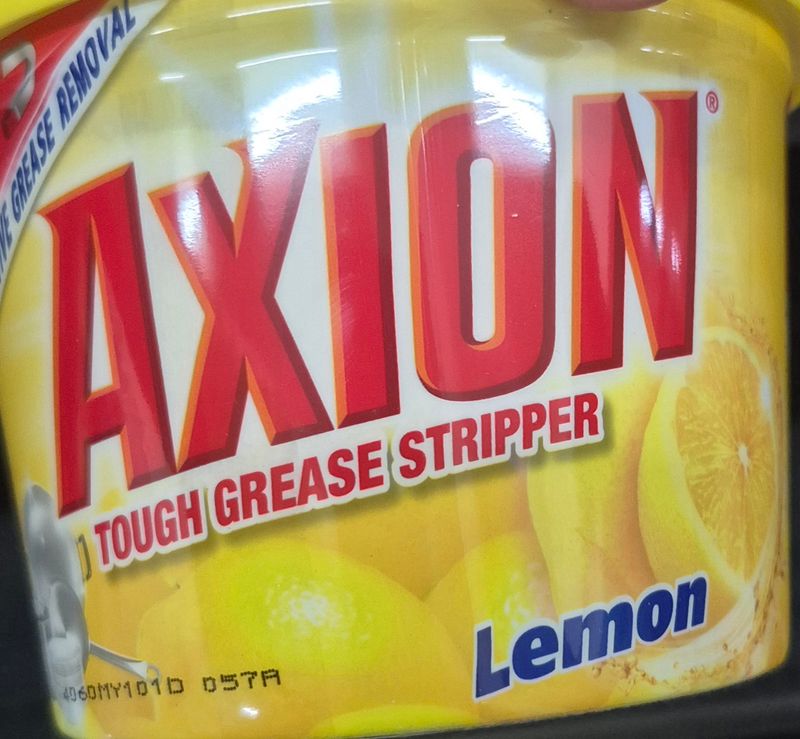 GREASE REMOVAL
AXION®
TOUGH GREASE STRIPPER
Lemon
4060MY101D 057A